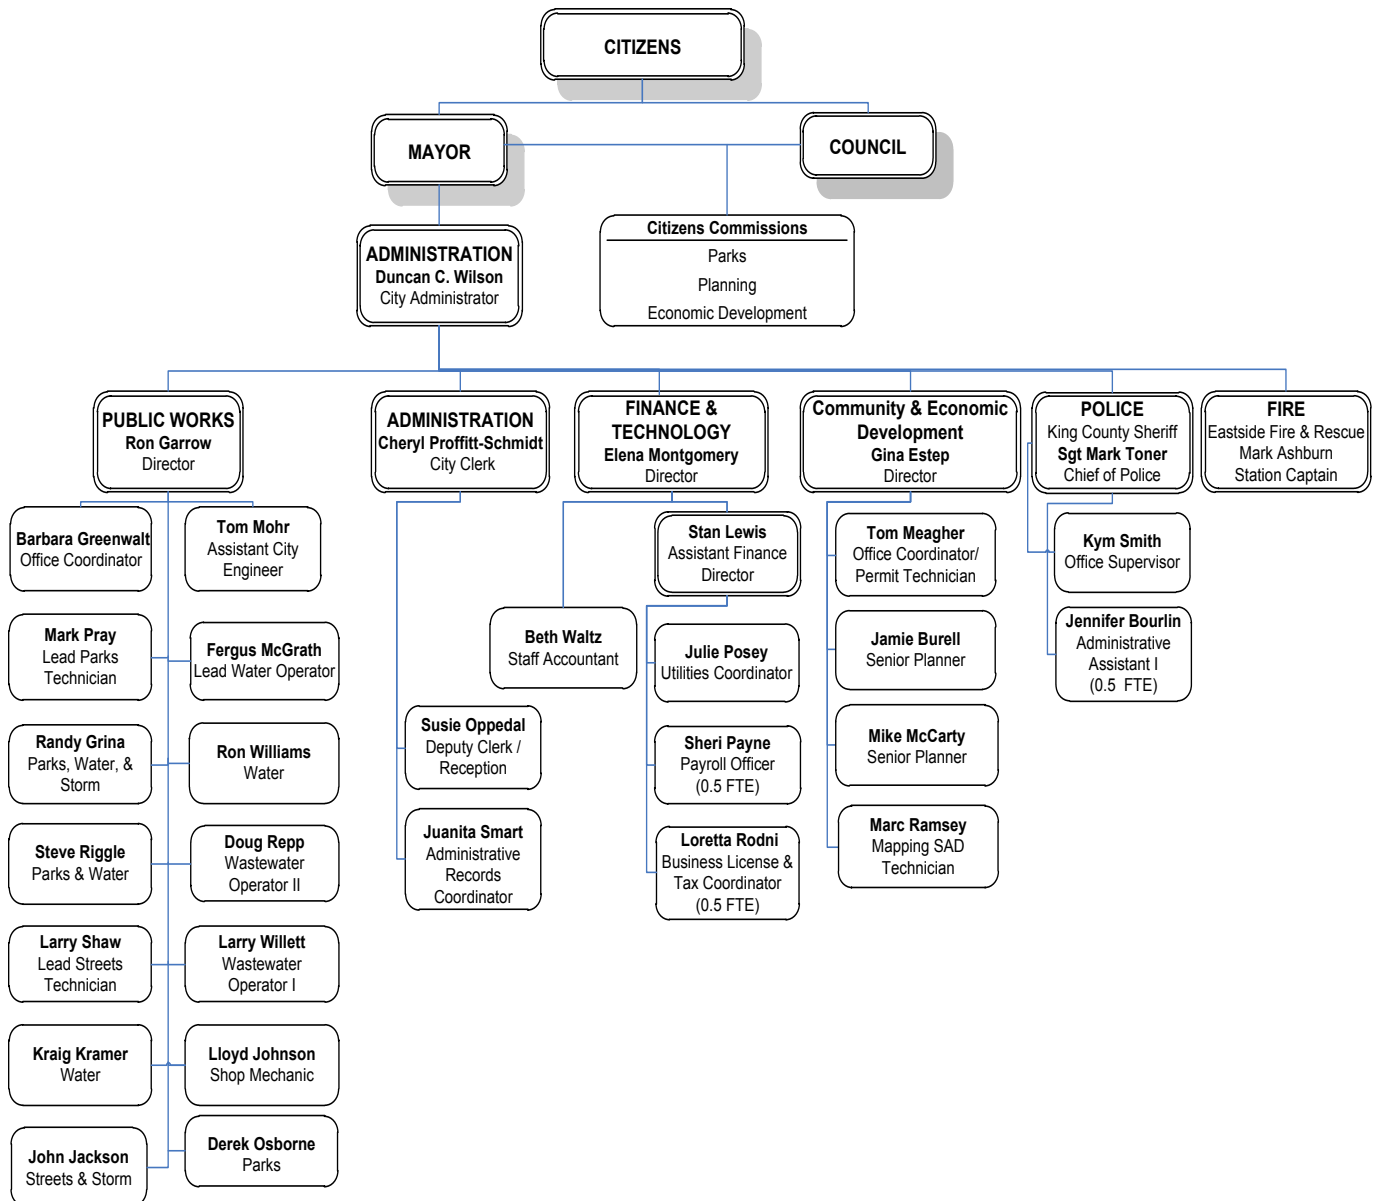 CITIZENS
MAYOR
COUNCIL
ADMINISTRATION
Duncan C. Wilson
City Administrator
Citizens Commissions
Parks
Planning
Economic Development
PUBLIC WORKS
Ron Garrow
Director
ADMINISTRATION
Cheryl Proffitt-Schmidt
City Clerk
FINANCE &
TECHNOLOGY
Elena Montgomery
Director
Community & Economic
Development
Gina Estep
Director
POLICE
King County Sheriff
Sgt Mark Toner
Chief of Police
FIRE
Eastside Fire & Rescue
Mark Ashburn
Station Captain
Barbara Greenwalt
Office Coordinator
Tom Mohr
Assistant City
Engineer
Mark Pray
Lead Parks
Technician
Fergus McGrath
Lead Water Operator
Randy Grina
Parks, Water, &
Storm
Ron Williams
Water
Steve Riggle
Parks & Water
Doug Repp
Wastewater
Operator II
Larry Shaw
Lead Streets
Technician
Larry Willett
Wastewater
Operator I
Kraig Kramer
Water
Lloyd Johnson
Shop Mechanic
John Jackson
Streets & Storm
Derek Osborne
Parks
Susie Oppedal
Deputy Clerk /
Reception
Juanita Smart
Administrative
Records
Coordinator
Stan Lewis
Assistant Finance
Director
Beth Waltz
Staff Accountant
Julie Posey
Utilities Coordinator
Sheri Payne
Payroll Officer
(0.5 FTE)
Loretta Rodni
Business License &
Tax Coordinator
(0.5 FTE)
Tom Meagher
Office Coordinator/
Permit Technician
Jamie Burell
Senior Planner
Mike McCarty
Senior Planner
Marc Ramsey
Mapping SAD
Technician
Kym Smith
Office Supervisor
Jennifer Bourlin
Administrative
Assistant I
(0.5 FTE)